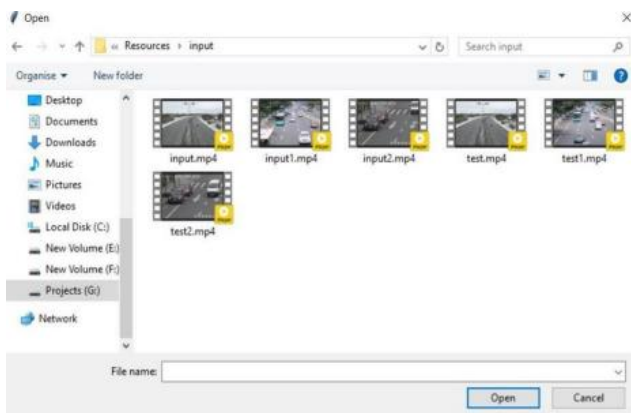 Open
« Resources › input
Search input
Organise
New folder
Desktop
Documents
Downloads
Music
Pictures
Videos
Local Disk (C:)
New Volume (E:)
New Volume (F:)
Projects (G:)
Network
input.mp4
input1.mp4
input2.mp4
test.mp4
test1.mp4
test2.mp4
File name:
Open
Cancel